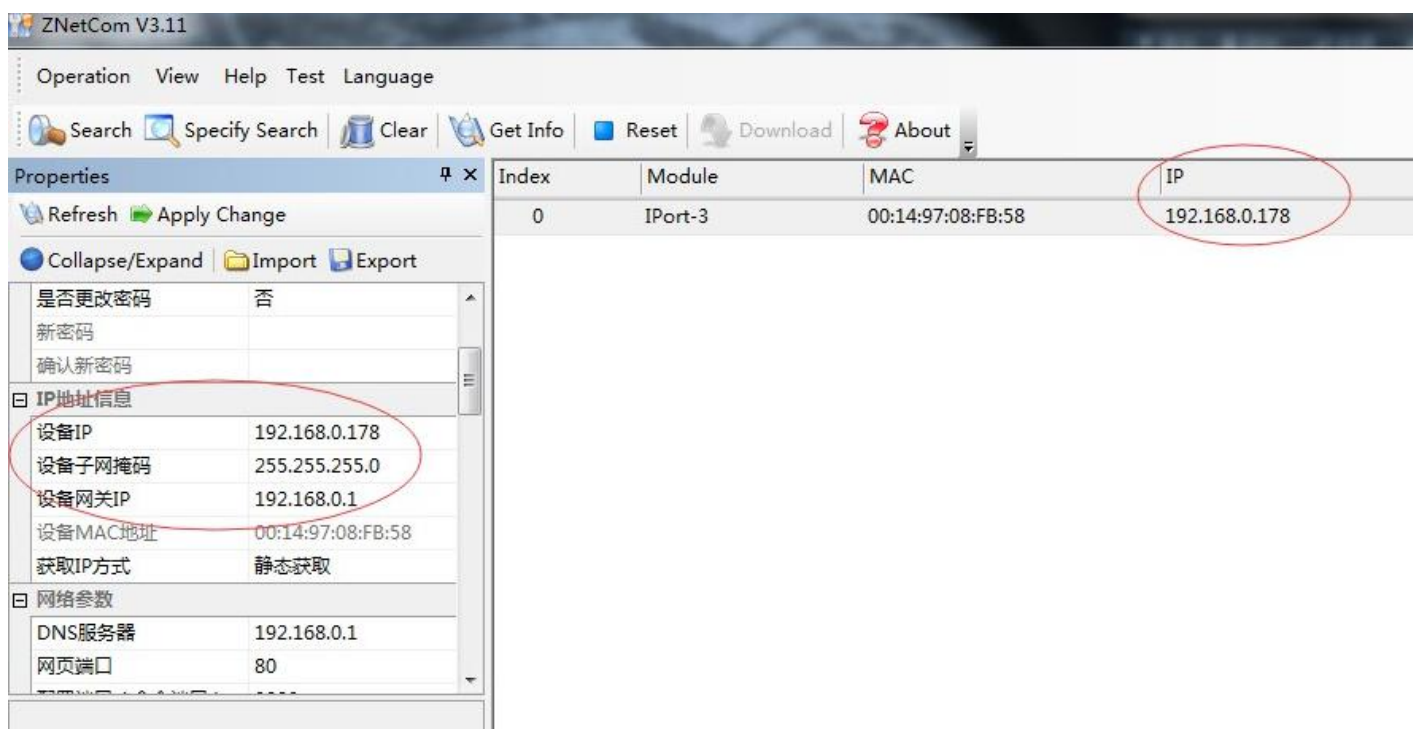 ZNetCom V3.11
Operation View Help Test Language
Search Specify Search Clear Get Info Reset Download About
Properties
Refresh Apply Change
Collapse/Expand Import Export
是否更改密码 否
新密码
确认新密码
IP地址信息
设备IP 192.168.0.178
设备子网掩码 255.255.255.0
设备网关IP 192.168.0.1
设备MAC地址 00:14:97:08:FB:58
获取IP方式 静态获取
网络参数
DNS服务器 192.168.0.1
网页端口 80
Index Module MAC IP
0 IPort-3 00:14:97:08:FB:58 192.168.0.178